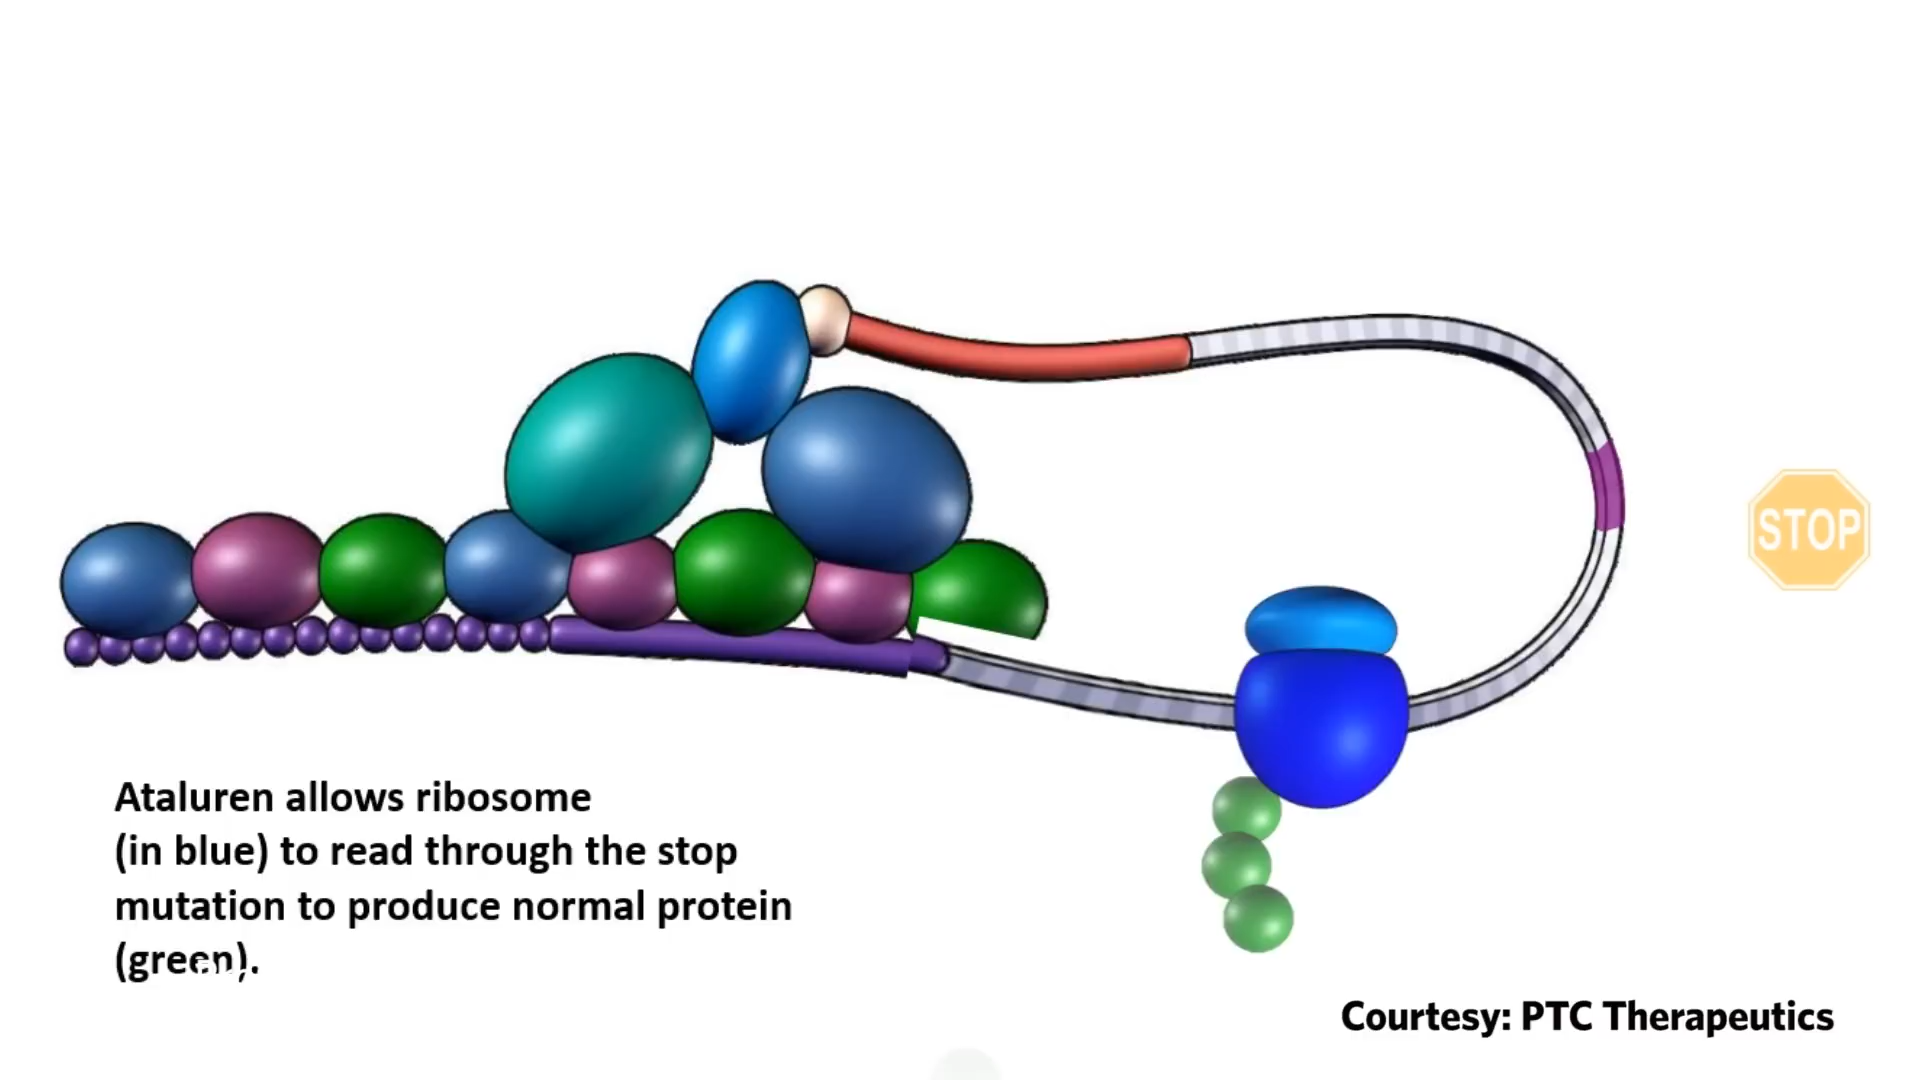 STOP
Ataluren allows ribosome
(in blue) to read through the stop
mutation to produce normal protein
(green).
Courtesy: PTC Therapeutics